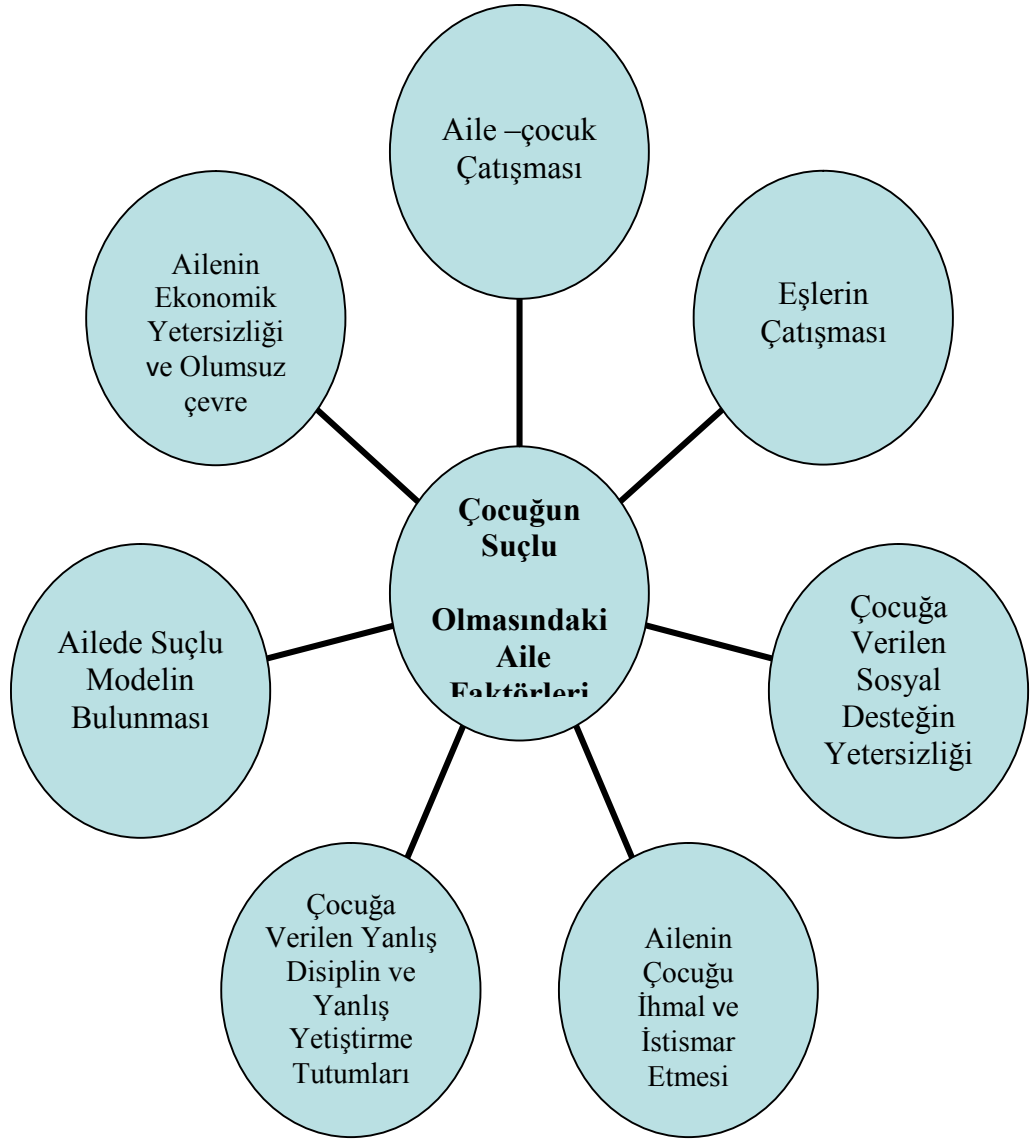 Aile –çocuk
Çatışması
Eşlerin
Çatışması
Çocuğa
Verilen
Sosyal
Desteğin
Yetersizliği
Ailenin
Çocuğu
İhmal ve
İstismar
Etmesi
Çocuğa
Verilen Yanlış
Disiplin ve
Yanlış
Yetiştirme
Tutumları
Ailede Suçlu
Modelin
Bulunması
Ailenin
Ekonomik
Yetersizliği
ve Olumsuz
çevre
Çocuğun
Suçlu
Olmasındaki
Aile
Faktörleri